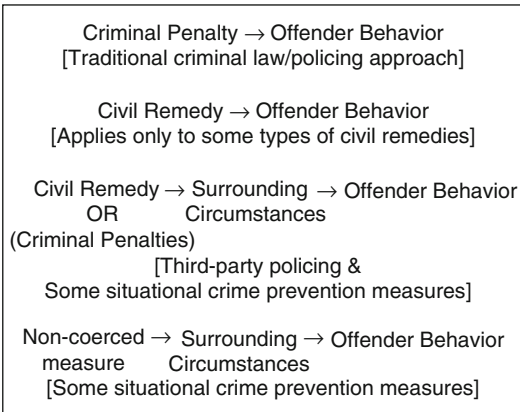 Criminal Penalty → Offender Behavior
[Traditional criminal law/policing approach]
Civil Remedy → Offender Behavior
[Applies only to some types of civil remedies]
Civil Remedy → Surrounding → Offender Behavior
OR Circumstances
(Criminal Penalties)
[Third-party policing &
Some situational crime prevention measures]
Non-coerced → Surrounding → Offender Behavior
measure Circumstances
[Some situational crime prevention measures]